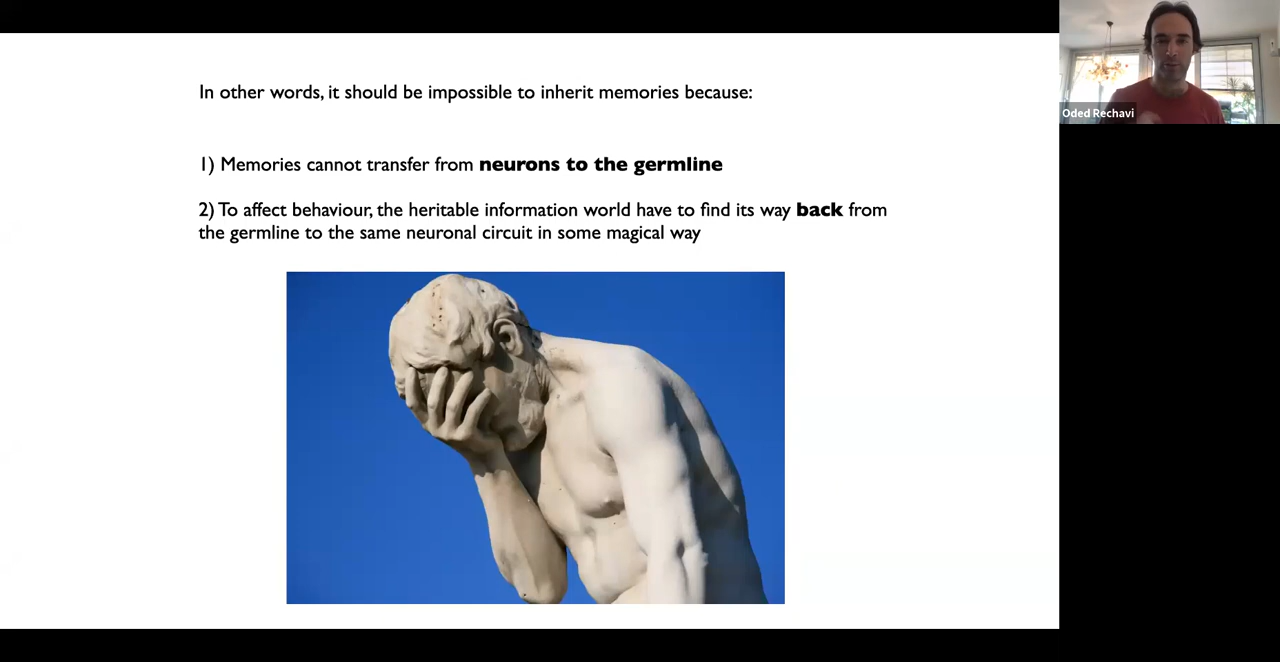 In other words, it should be impossible to inherit memories because:
1) Memories cannot transfer from neurons to the germline
2) To affect behaviour, the heritable information world have to find its way back from
the germline to the same neuronal circuit in some magical way
Oded Rechavi